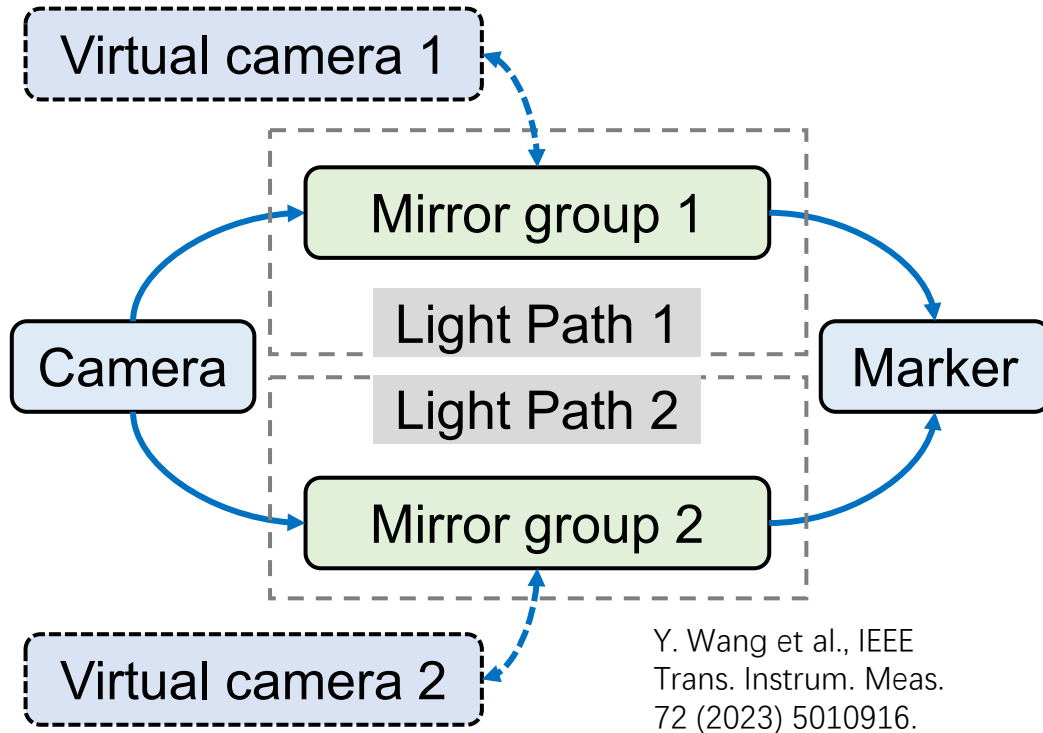 Virtual camera 1
Mirror group 1
Light Path 1
Camera
Marker
Light Path 2
Mirror group 2
Virtual camera 2
Y. Wang et al., IEEE
Trans. Instrum. Meas.
72 (2023) 5010916.